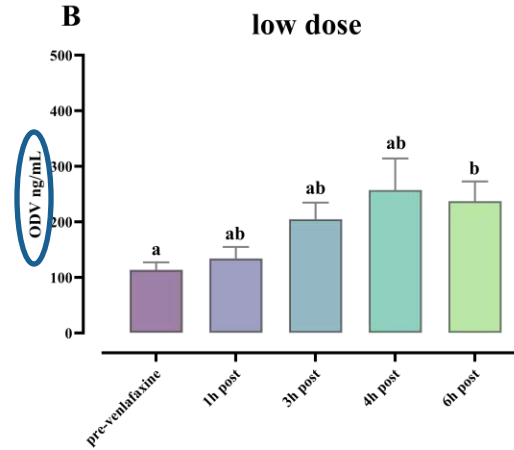 B
low dose
500
400
300
200
100
0
ODV ng/mL
a
ab
ab
ab
b
pre-venlafaxine
1h post
3h post
4h post
6h post